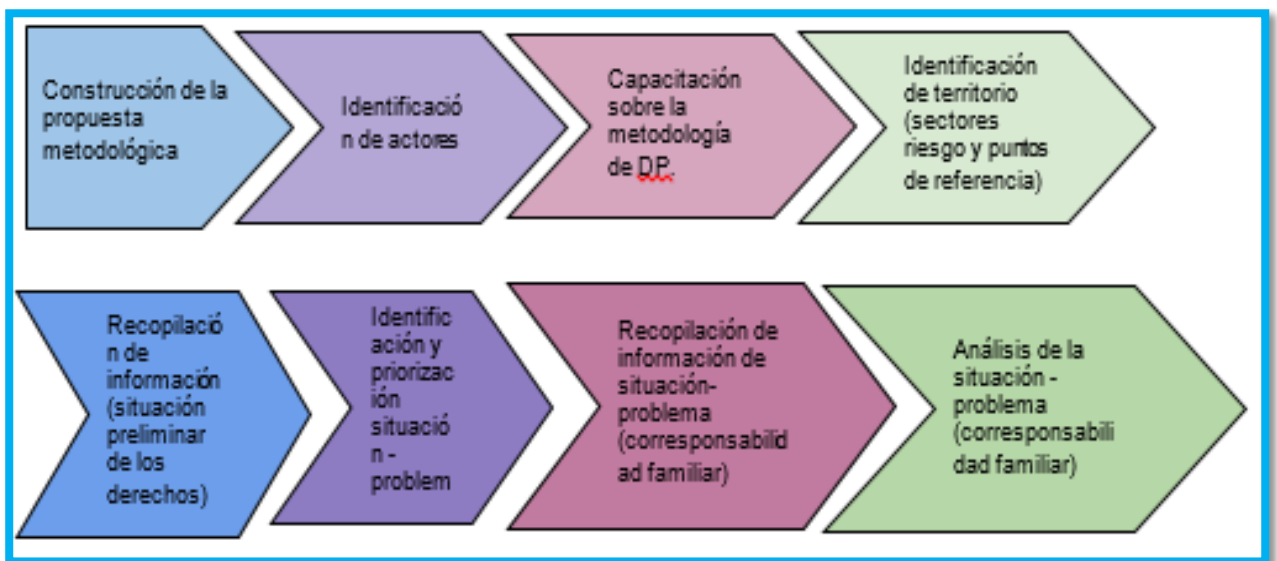 Construcción de la
propuesta
metodológica
Identificació
n de actores
Capacitación
sobre la
metodología
de DP.
Identificación
de territorio
(sectores
riesgo y puntos
de referencia)
Recopilació
n de
información
(situación
preliminar
de los
derechos)
Identific
ación y
priorizac
ión
situació
n -
problem
Recopilación de
información de
situación-
problema
(corresponsabilid
ad familiar)
Análisis de la
situación -
problema
(corresponsabili
dad familiar)